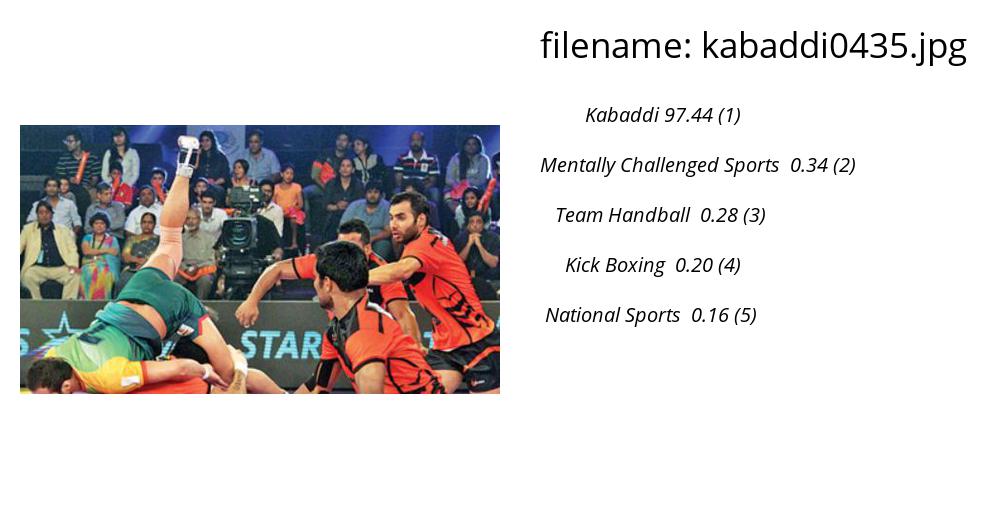 filename: kabaddi0435.jpg
Kabaddi 97.44 (1)
Mentally Challenged Sports 0.34 (2)
Team Handball 0.28 (3)
Kick Boxing 0.20 (4)
National Sports 0.16 (5)
S STAR